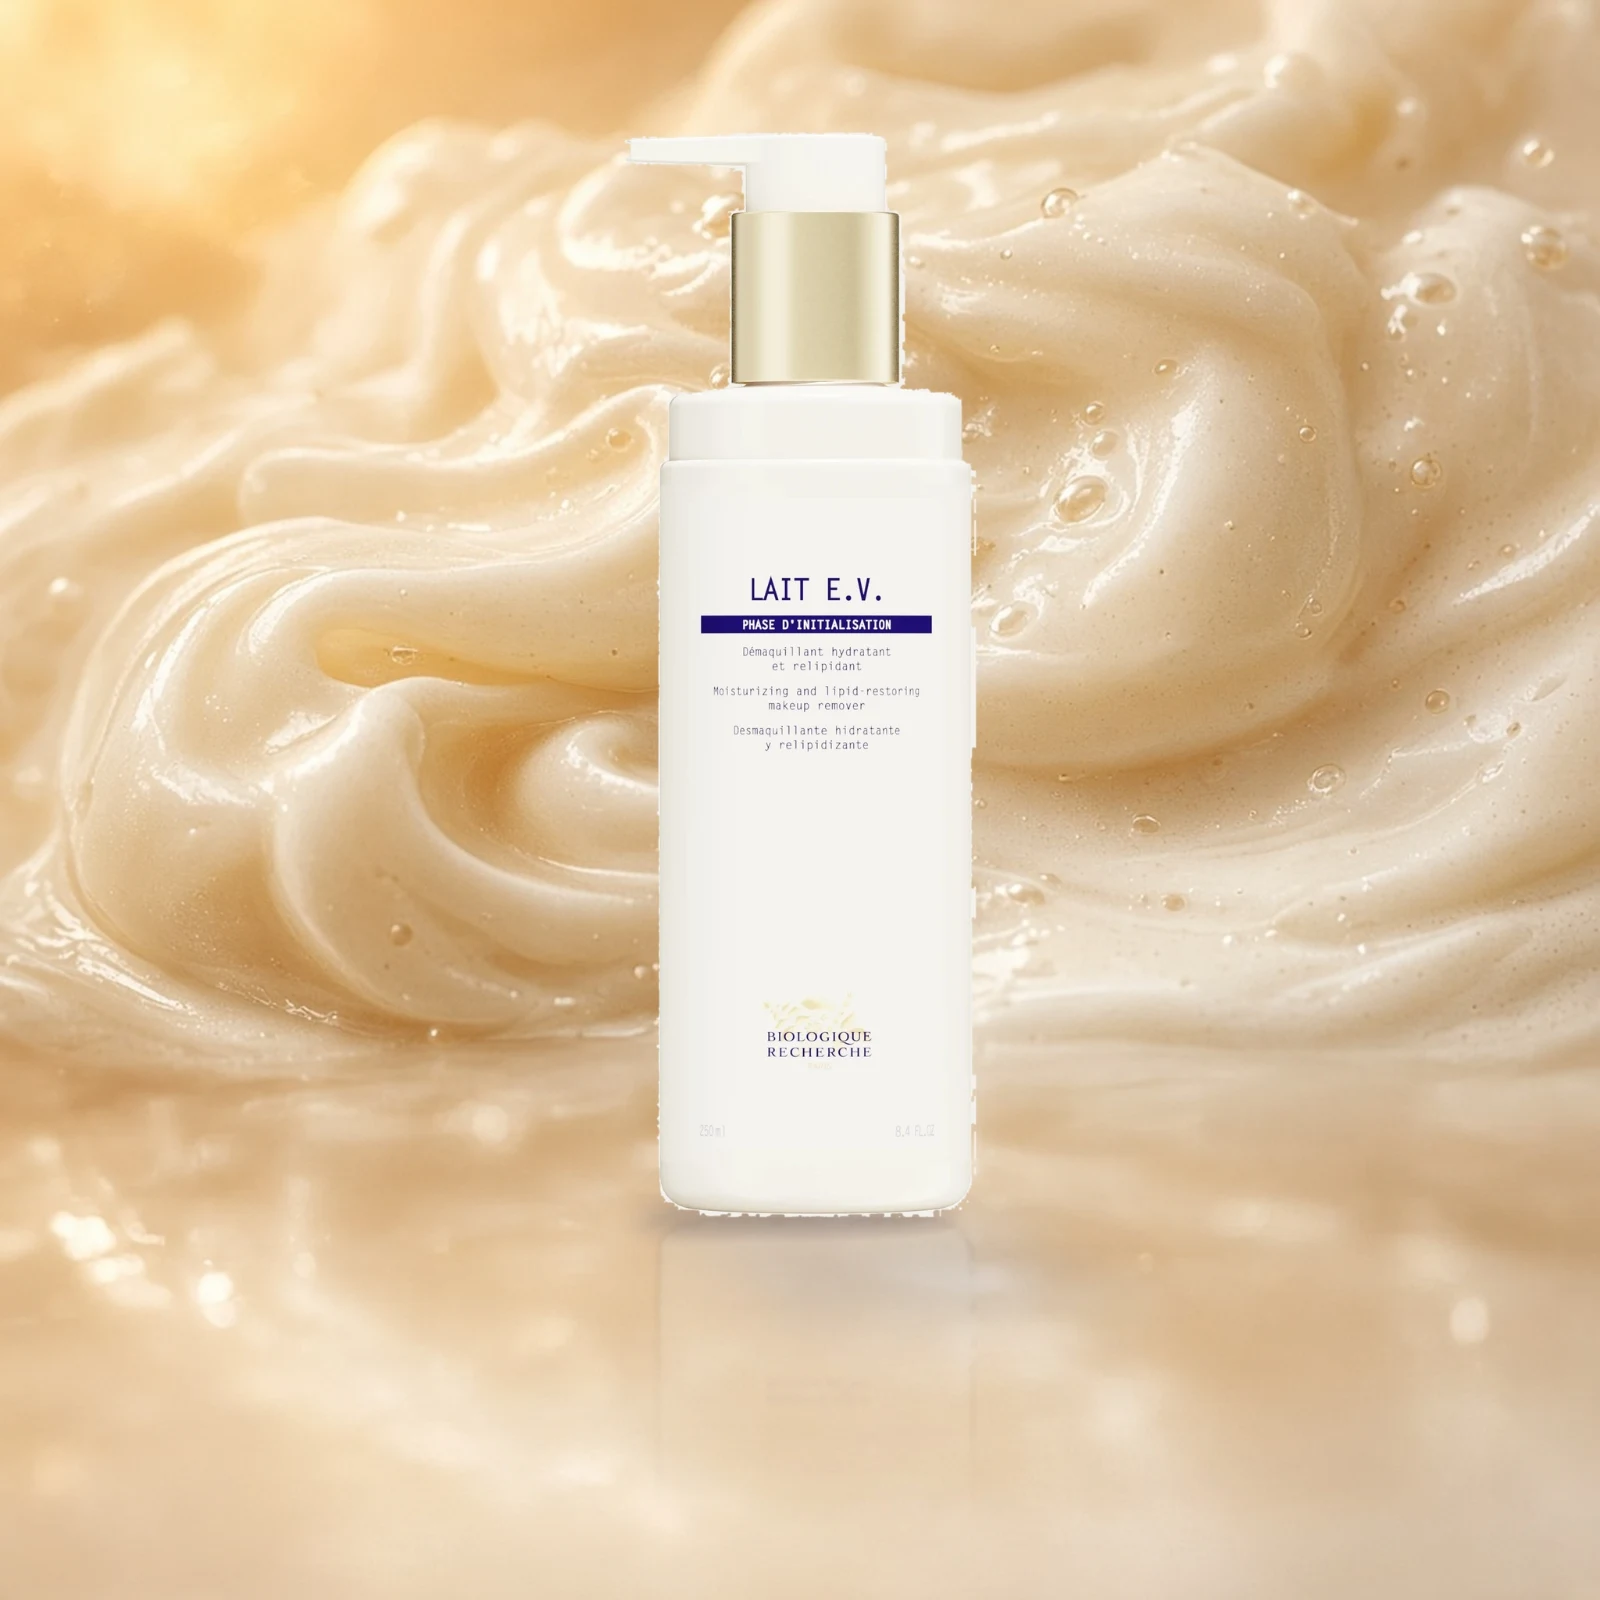 LAIT E.V.
PHASE D'INITIALISATION
Démaquillant hydratant
et relipidant
Moisturizing and lipid-restoring
makeup remover
Desmaquillante hidratante
y relipidizante
BIOLOGIQUE
RECHERCHE
PARIS
250ml
8.4 FL.OZ